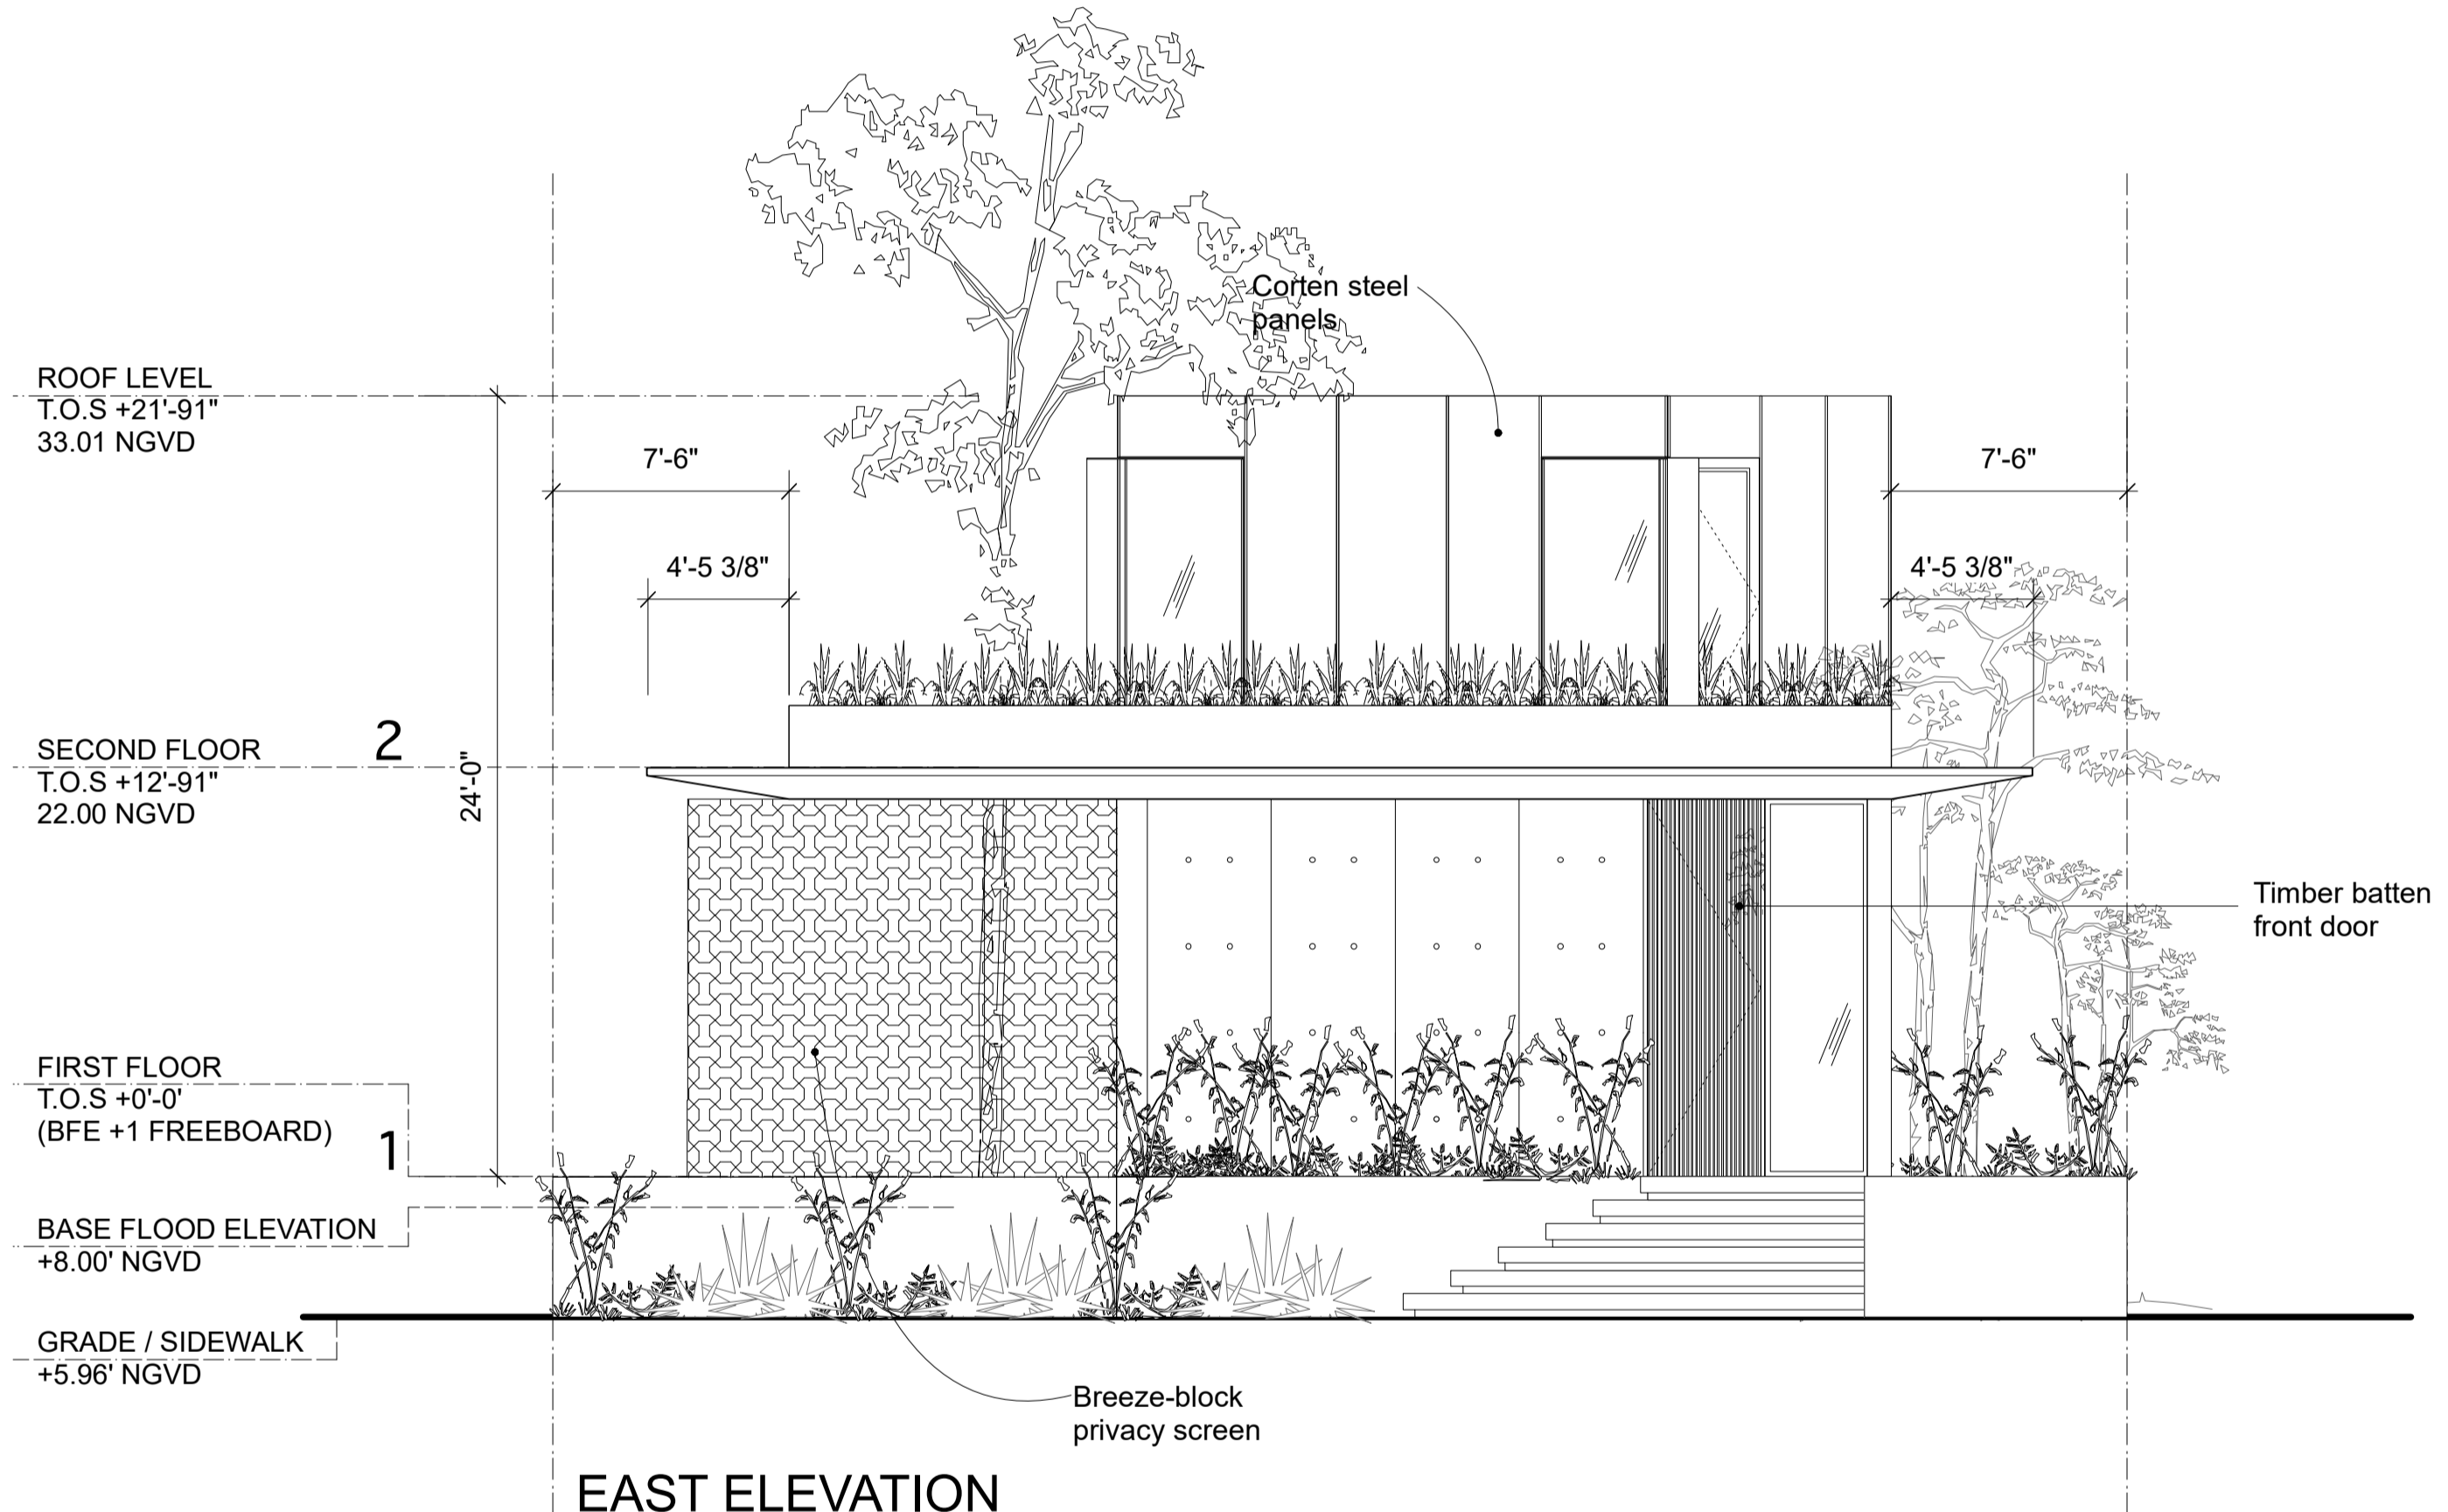 Corten steel
panels
ROOF LEVEL
T.O.S +21'-91"
33.01 NGVD
7'-6"
7'-6"
4'-5 3/8"
4'-5 3/8"
2
SECOND FLOOR
T.O.S +12'-91"
22.00 NGVD
24'-0"
Timber batten
front door
FIRST FLOOR
T.O.S +0'-0'
(BFE +1 FREEBOARD)
1
BASE FLOOD ELEVATION
+8.00' NGVD
GRADE / SIDEWALK
+5.96' NGVD
Breeze-block
privacy screen
EAST ELEVATION